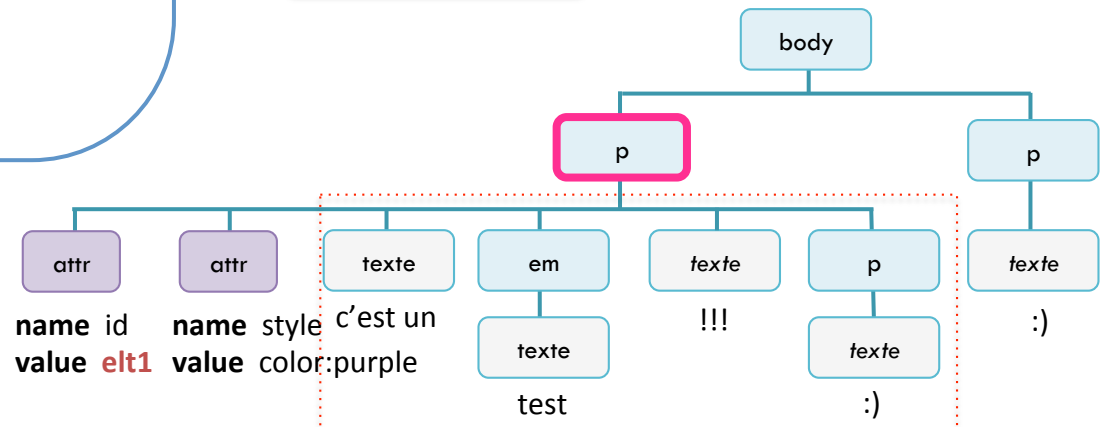 body
p
p
attr
attr
texte
em
texte
p
texte
name id
value elt1
name style
value color:purple
c’est un
texte
test
!!!
texte
:)
:)